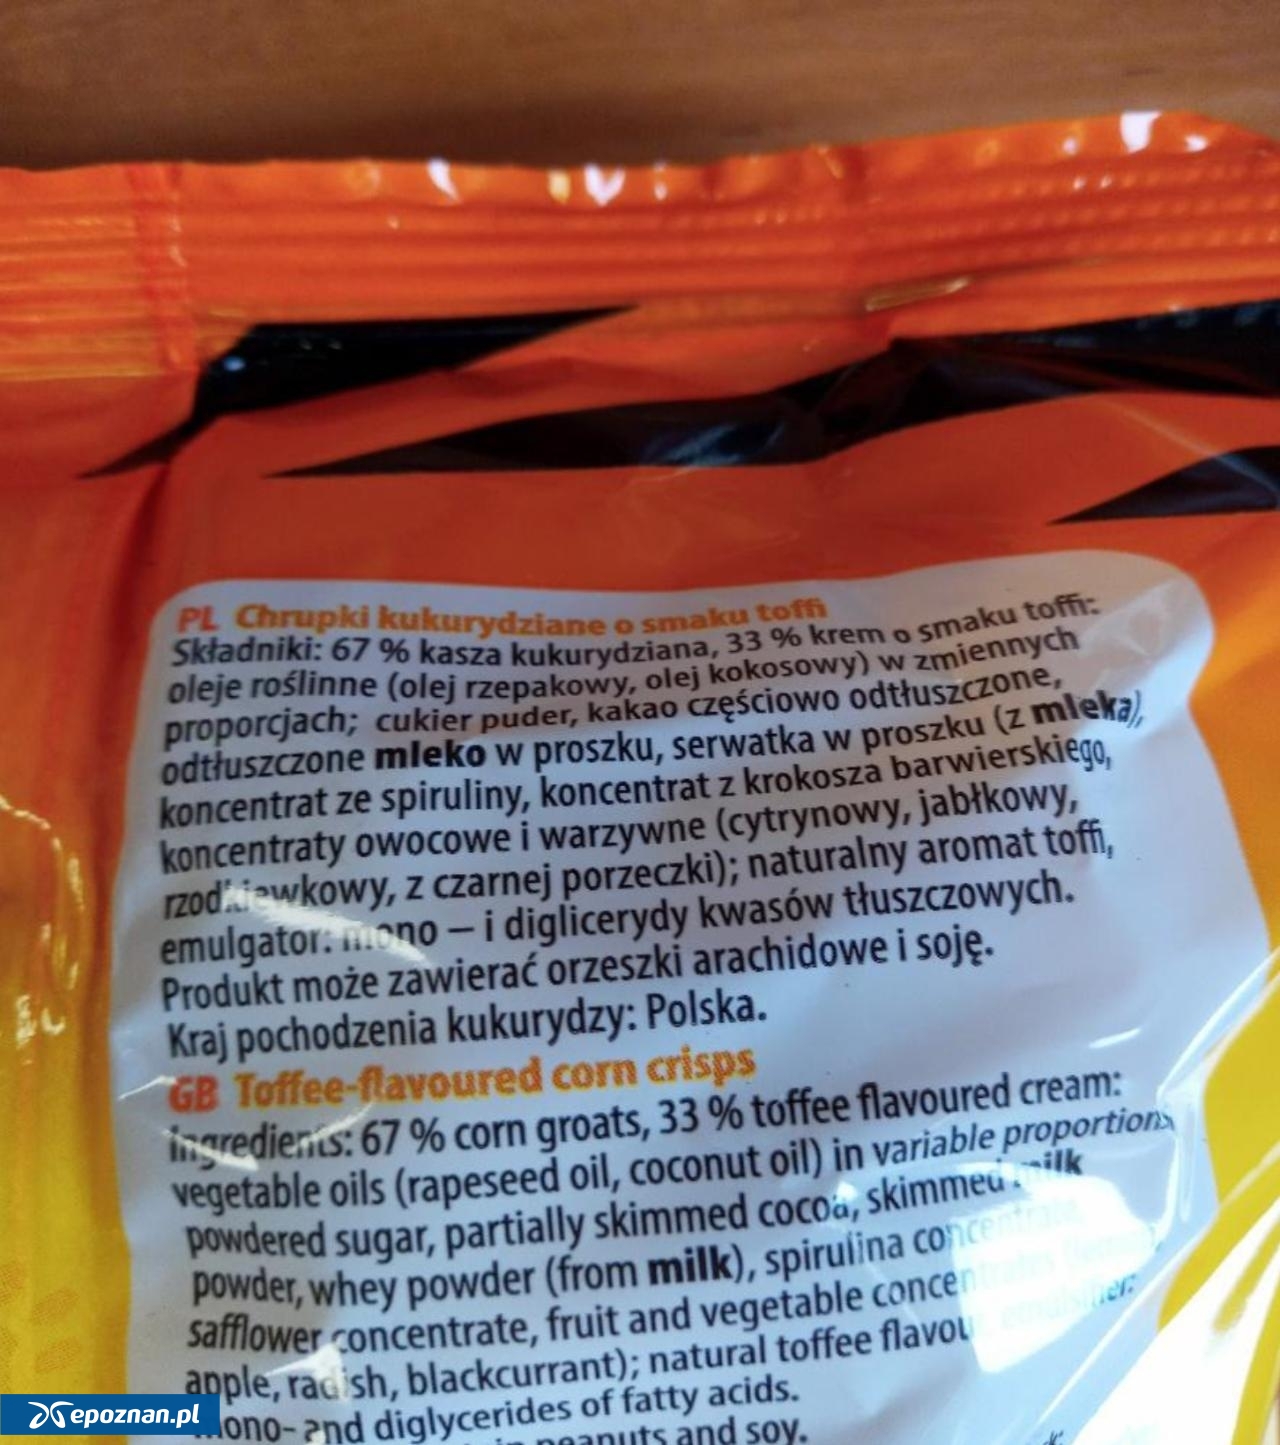 PL Chrupki kukurydziane o smaku toffi
Składniki: 67 % kasza kukurydziana, 33 % krem o smaku toffi:
oleje roślinne (olej rzepakowy, olej kokosowy) w zmiennych
proporcjach; cukier puder, kakao częściowo odtłuszczone,
odtłuszczone mleko w proszku, serwatka w proszku (z mleka),
koncentrat ze spiruliny, koncentrat z krokosza barwierskiego,
koncentraty owocowe i warzywne (cytrynowy, jabłkowy,
rzodkiewkowy, z czarnej porzeczki); naturalny aromat toffi,
emulgator: mono – i diglicerydy kwasów tłuszczowych.
Produkt może zawierać orzeszki arachidowe i soję.
Kraj pochodzenia kukurydzy: Polska.
GB Toffee-flavoured corn crisps
Ingredients: 67 % corn groats, 33 % toffee flavoured cream:
vegetable oils (rapeseed oil, coconut oil) in variable proportions,
powdered sugar, partially skimmed cocoa, skimmed milk
powder, whey powder (from milk), spirulina concentrate,
safflower concentrate, fruit and vegetable concentrates (lemon,
apple, radish, blackcurrant); natural toffee flavour, emulsifier:
mono- and diglycerides of fatty acids.
peanuts and soy.
epoznan.pl